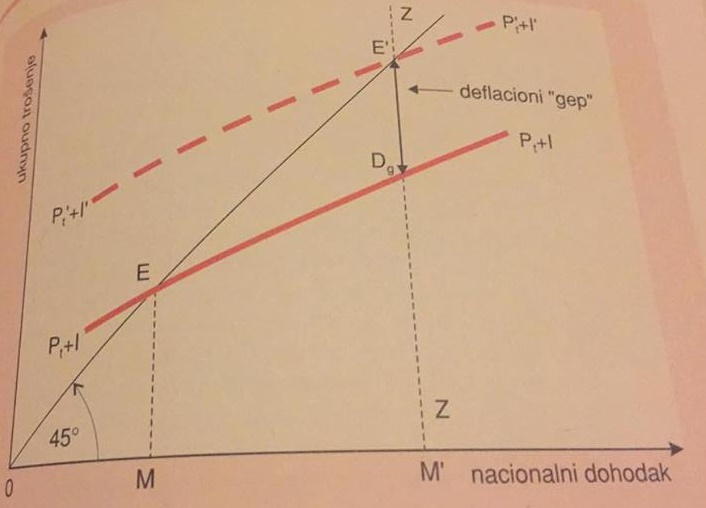 Z
P't+I'
E'
ukupno trošenje
deflacioni "gep"
Pt+I
Dg
P't+I'
E
Pt+I
45°
Z
0
M
M'
nacionalni dohodak